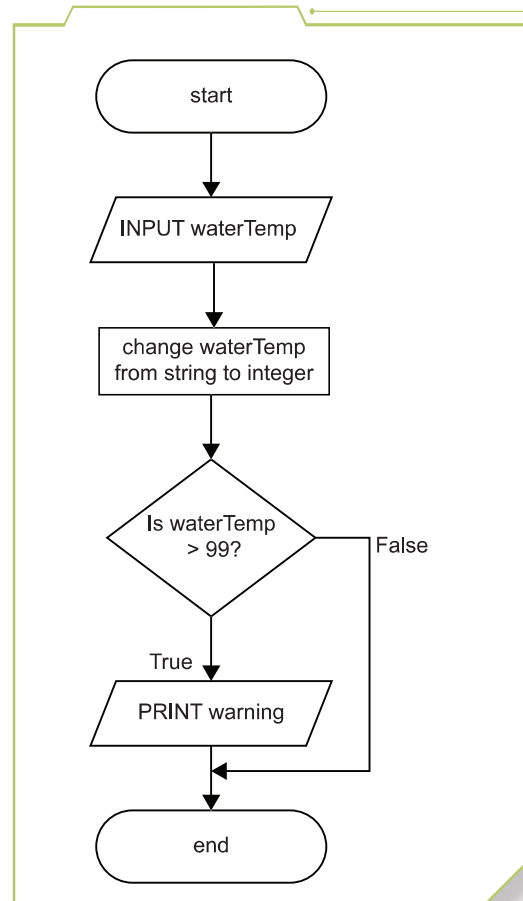 start
INPUT waterTemp
change waterTemp
from string to integer
Is waterTemp
> 99?
False
True
PRINT warning
end